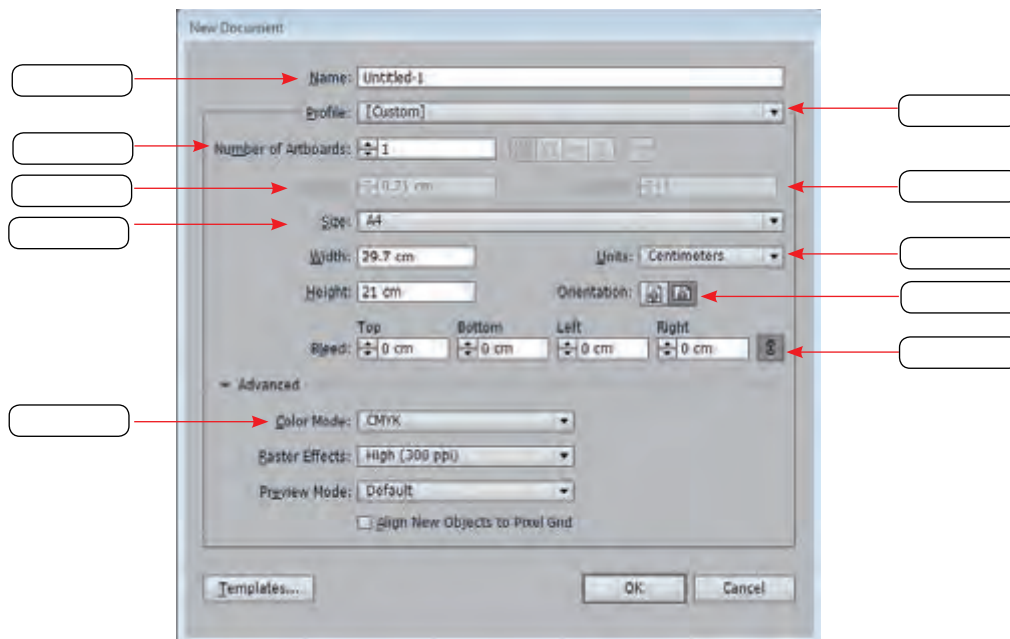 New Document
Name: Untitled-1
Profile: [Custom]
Number of Artboards: 1
0.71 cm
Size: A4
Width: 29.7 cm Units: Centimeters
Height: 21 cm Orientation:
Top Bottom Left Right
Bleed: 0 cm 0 cm 0 cm 0 cm
Advanced
Color Mode: CMYK
Raster Effects: High (300 ppi)
Preview Mode: Default
Align New Objects to Pixel Grid
Templates... OK Cancel